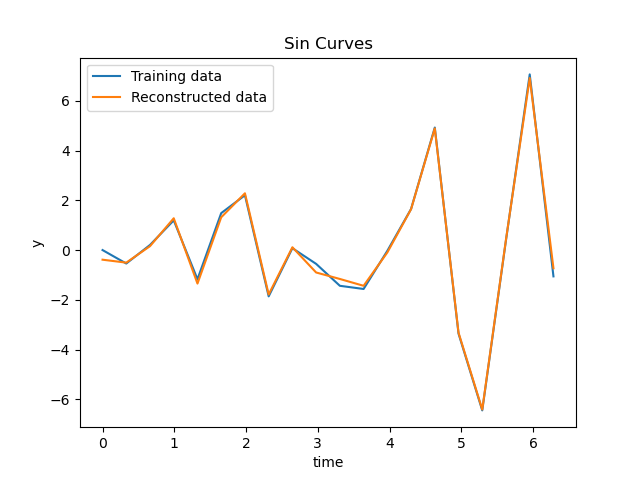 Sin Curves
Training data
Reconstructed data
6
4
2
0
−2
−4
−6
y
0 1 2 3 4 5 6
time